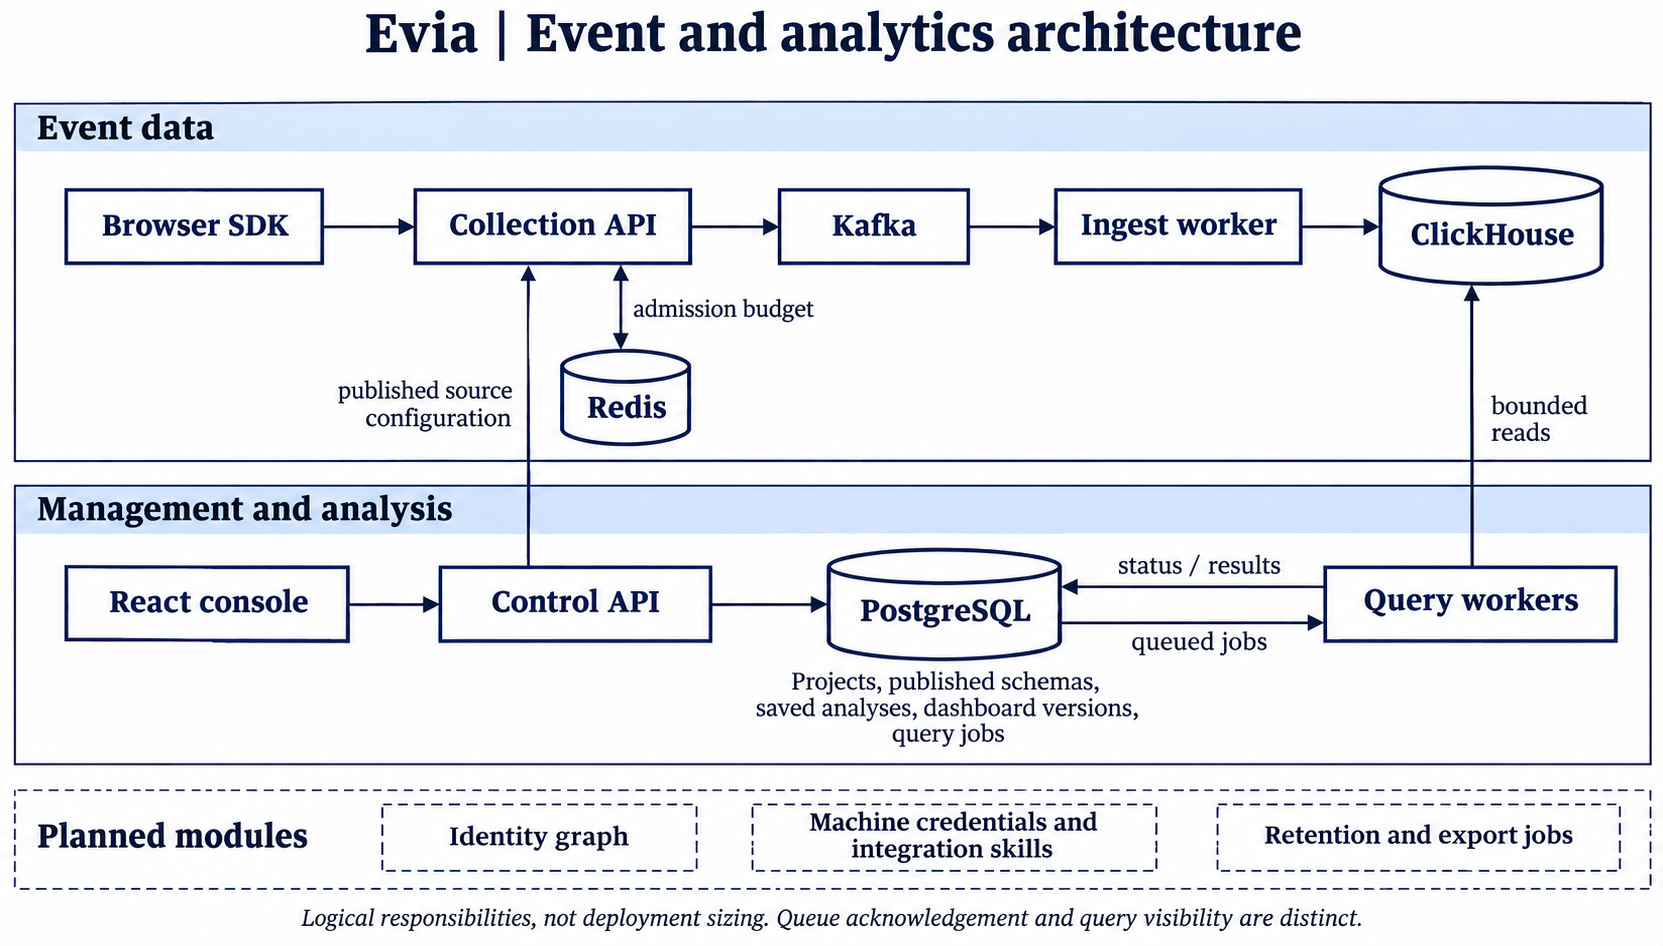 Evia | Event and analytics architecture
Event data
Browser SDK
Collection API
Kafka
Ingest worker
ClickHouse
admission budget
published source
configuration
Redis
bounded
reads
Management and analysis
React console
Control API
PostgreSQL
status / results
queued jobs
Query workers
Projects, published schemas,
saved analyses, dashboard versions,
query jobs
Planned modules
Identity graph
Machine credentials and
integration skills
Retention and export jobs
Logical responsibilities, not deployment sizing. Queue acknowledgement and query visibility are distinct.